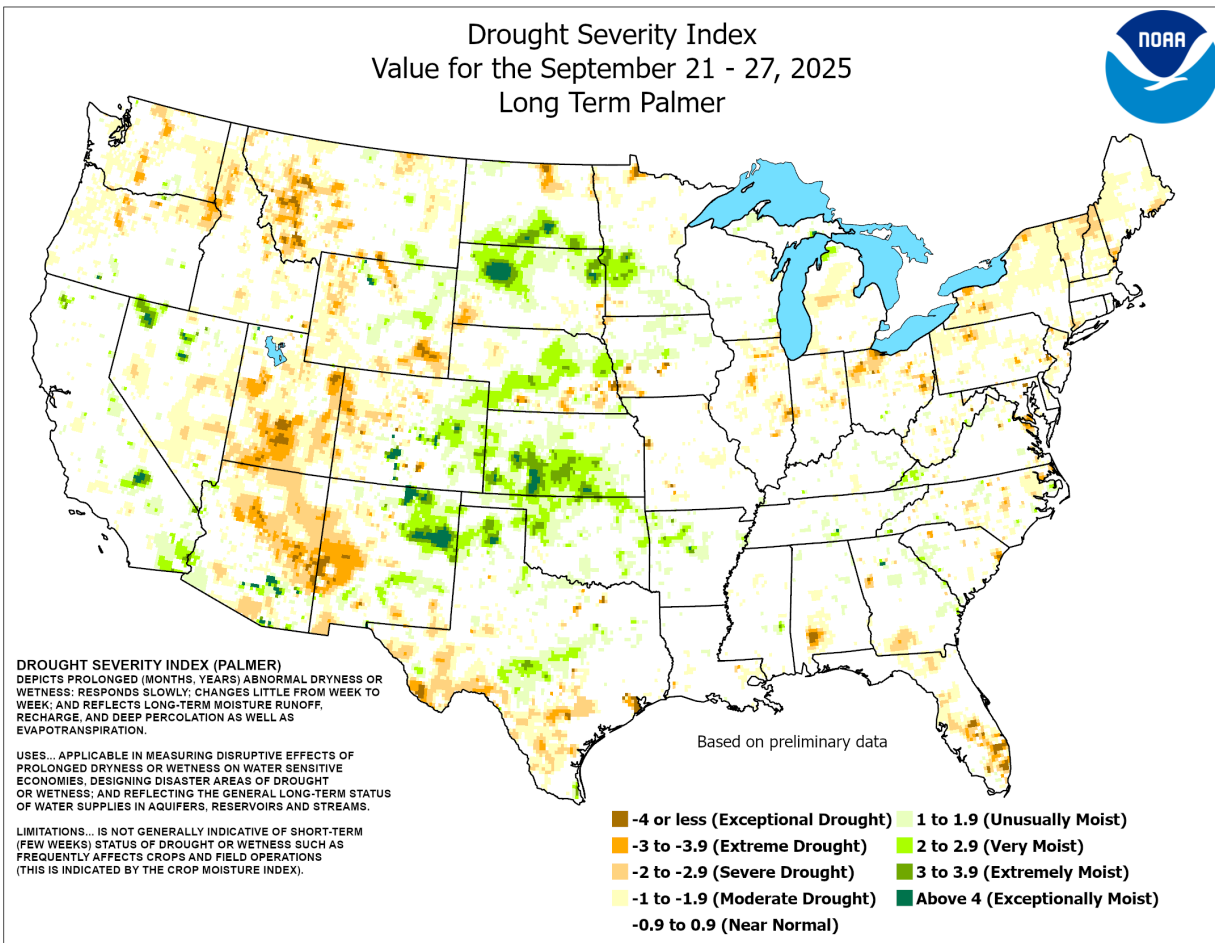 Drought Severity Index
Value for the September 21 - 27, 2025
Long Term Palmer
NOAA
DROUGHT SEVERITY INDEX (PALMER)
DEPICTS PROLONGED (MONTHS, YEARS) ABNORMAL DRYNESS OR
WETNESS: RESPONDS SLOWLY; CHANGES LITTLE FROM WEEK TO
WEEK; AND REFLECTS LONG-TERM MOISTURE RUNOFF,
RECHARGE, AND DEEP PERCOLATION AS WELL AS
EVAPOTRANSPIRATION.
USES... APPLICABLE IN MEASURING DISRUPTIVE EFFECTS OF
PROLONGED DRYNESS OR WETNESS ON WATER SENSITIVE
ECONOMIES, DESIGNING DISASTER AREAS OF DROUGHT
OR WETNESS; AND REFLECTING THE GENERAL LONG-TERM STATUS
OF WATER SUPPLIES IN AQUIFERS, RESERVOIRS AND STREAMS.
LIMITATIONS... IS NOT GENERALLY INDICATIVE OF SHORT-TERM
(FEW WEEKS) STATUS OF DROUGHT OR WETNESS SUCH AS
FREQUENTLY AFFECTS CROPS AND FIELD OPERATIONS
(THIS IS INDICATED BY THE CROP MOISTURE INDEX).
Based on preliminary data
-4 or less (Exceptional Drought)
-3 to -3.9 (Extreme Drought)
-2 to -2.9 (Severe Drought)
-1 to -1.9 (Moderate Drought)
-0.9 to 0.9 (Near Normal)
1 to 1.9 (Unusually Moist)
2 to 2.9 (Very Moist)
3 to 3.9 (Extremely Moist)
Above 4 (Exceptionally Moist)